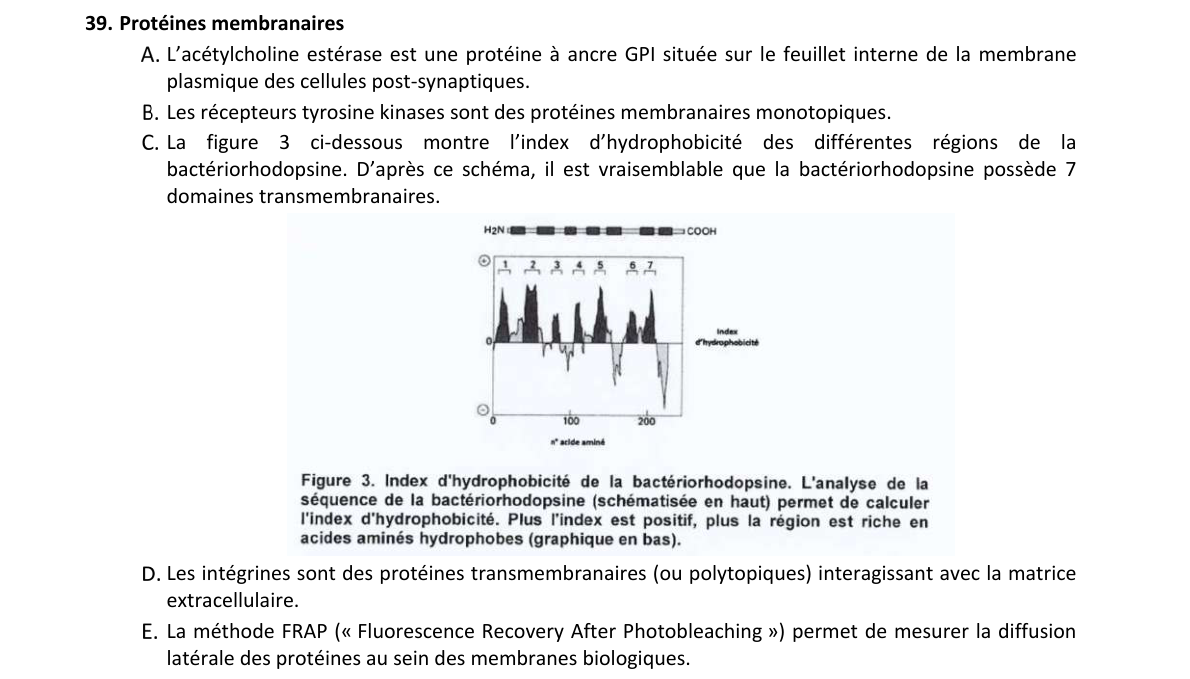 39. Protéines membranaires
A. L’acétylcholine estérase est une protéine à ancre GPI située sur le feuillet interne de la membrane
plasmique des cellules post-synaptiques.
B. Les récepteurs tyrosine kinases sont des protéines membranaires monotopiques.
C. La figure 3 ci-dessous montre l’index d’hydrophobicité des différentes régions de la
bactériorhodopsine. D’après ce schéma, il est vraisemblable que la bactériorhodopsine possède 7
domaines transmembranaires.
H2N COOH
+
1 2 3 4 5 6 7
0
Index
d'hydrophobicité
-
0 100 200
n° acide aminé
Figure 3. Index d'hydrophobicité de la bactériorhodopsine. L'analyse de la
séquence de la bactériorhodopsine (schématisée en haut) permet de calculer
l'index d'hydrophobicité. Plus l'index est positif, plus la région est riche en
acides aminés hydrophobes (graphique en bas).
D. Les intégrines sont des protéines transmembranaires (ou polytopiques) interagissant avec la matrice
extracellulaire.
E. La méthode FRAP (« Fluorescence Recovery After Photobleaching ») permet de mesurer la diffusion
latérale des protéines au sein des membranes biologiques.